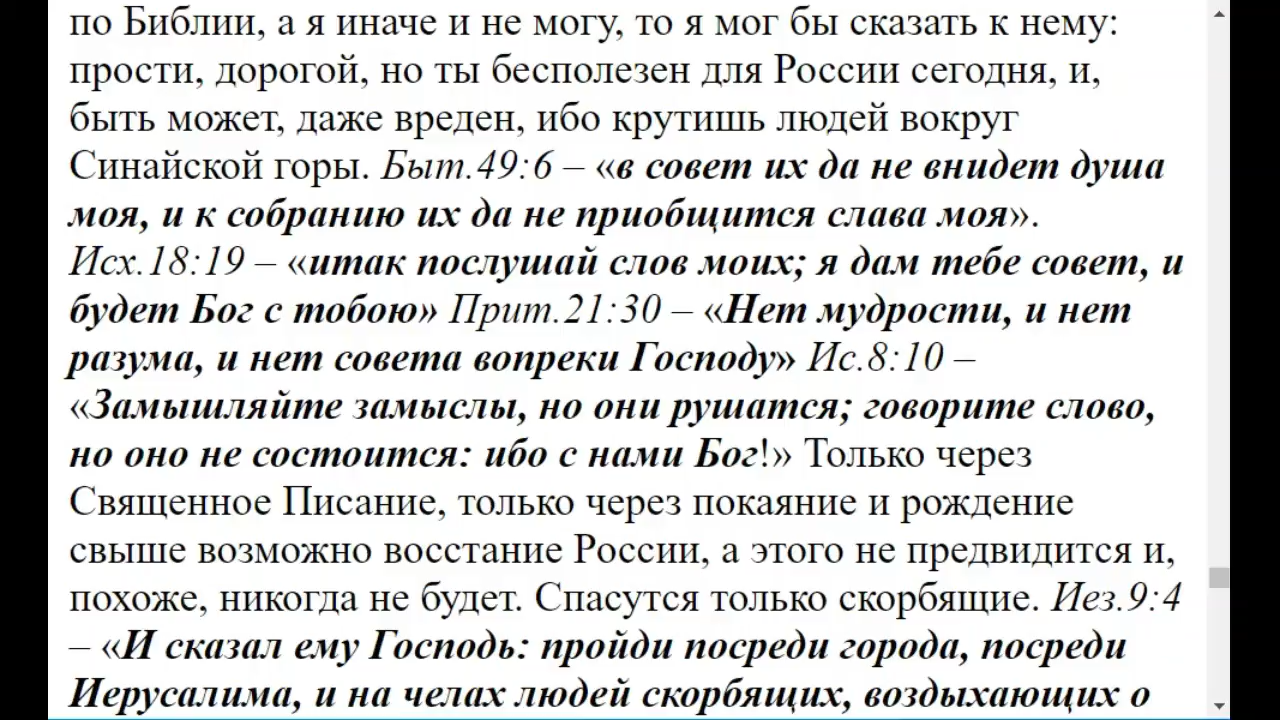 по Библии, а я иначе и не могу, то я мог бы сказать к нему:
прости, дорогой, но ты бесполезен для России сегодня, и,
быть может, даже вреден, ибо крутишь людей вокруг
Синайской горы. Быт.49:6 – «в совет их да не внидет душа
моя, и к собранию их да не приобщится слава моя».
Исх.18:19 – «итак послушай слов моих; я дам тебе совет, и
будет Бог с тобою» Прит.21:30 – «Нет мудрости, и нет
разума, и нет совета вопреки Господу» Ис.8:10 –
«Замышляйте замыслы, но они рушатся; говорите слово,
но оно не состоится: ибо с нами Бог!» Только через
Священное Писание, только через покаяние и рождение
свыше возможно восстание России, а этого не предвидится и,
похоже, никогда не будет. Спасутся только скорбящие. Иез.9:4
– «И сказал ему Господь: пройди посреди города, посреди
Иерусалима, и на челах людей скорбящих, воздыхающих о